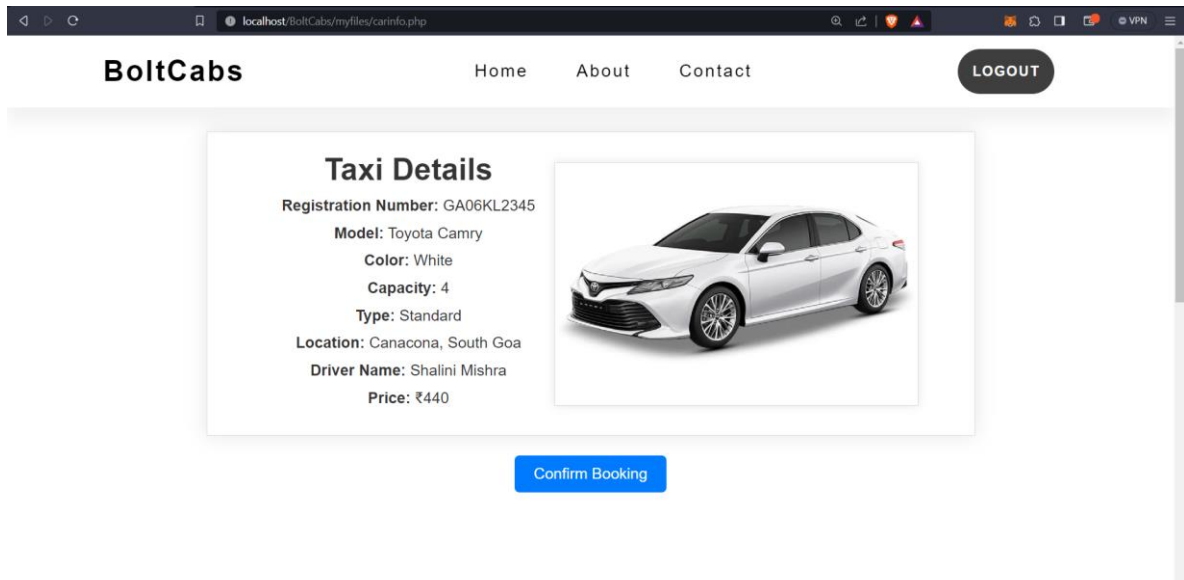 localhost/BoltCabs/myfiles/carinfo.php
VPN
BoltCabs
Home About Contact
LOGOUT
Taxi Details
Registration Number: GA06KL2345
Model: Toyota Camry
Color: White
Capacity: 4
Type: Standard
Location: Canacona, South Goa
Driver Name: Shalini Mishra
Price: ₹440
Confirm Booking